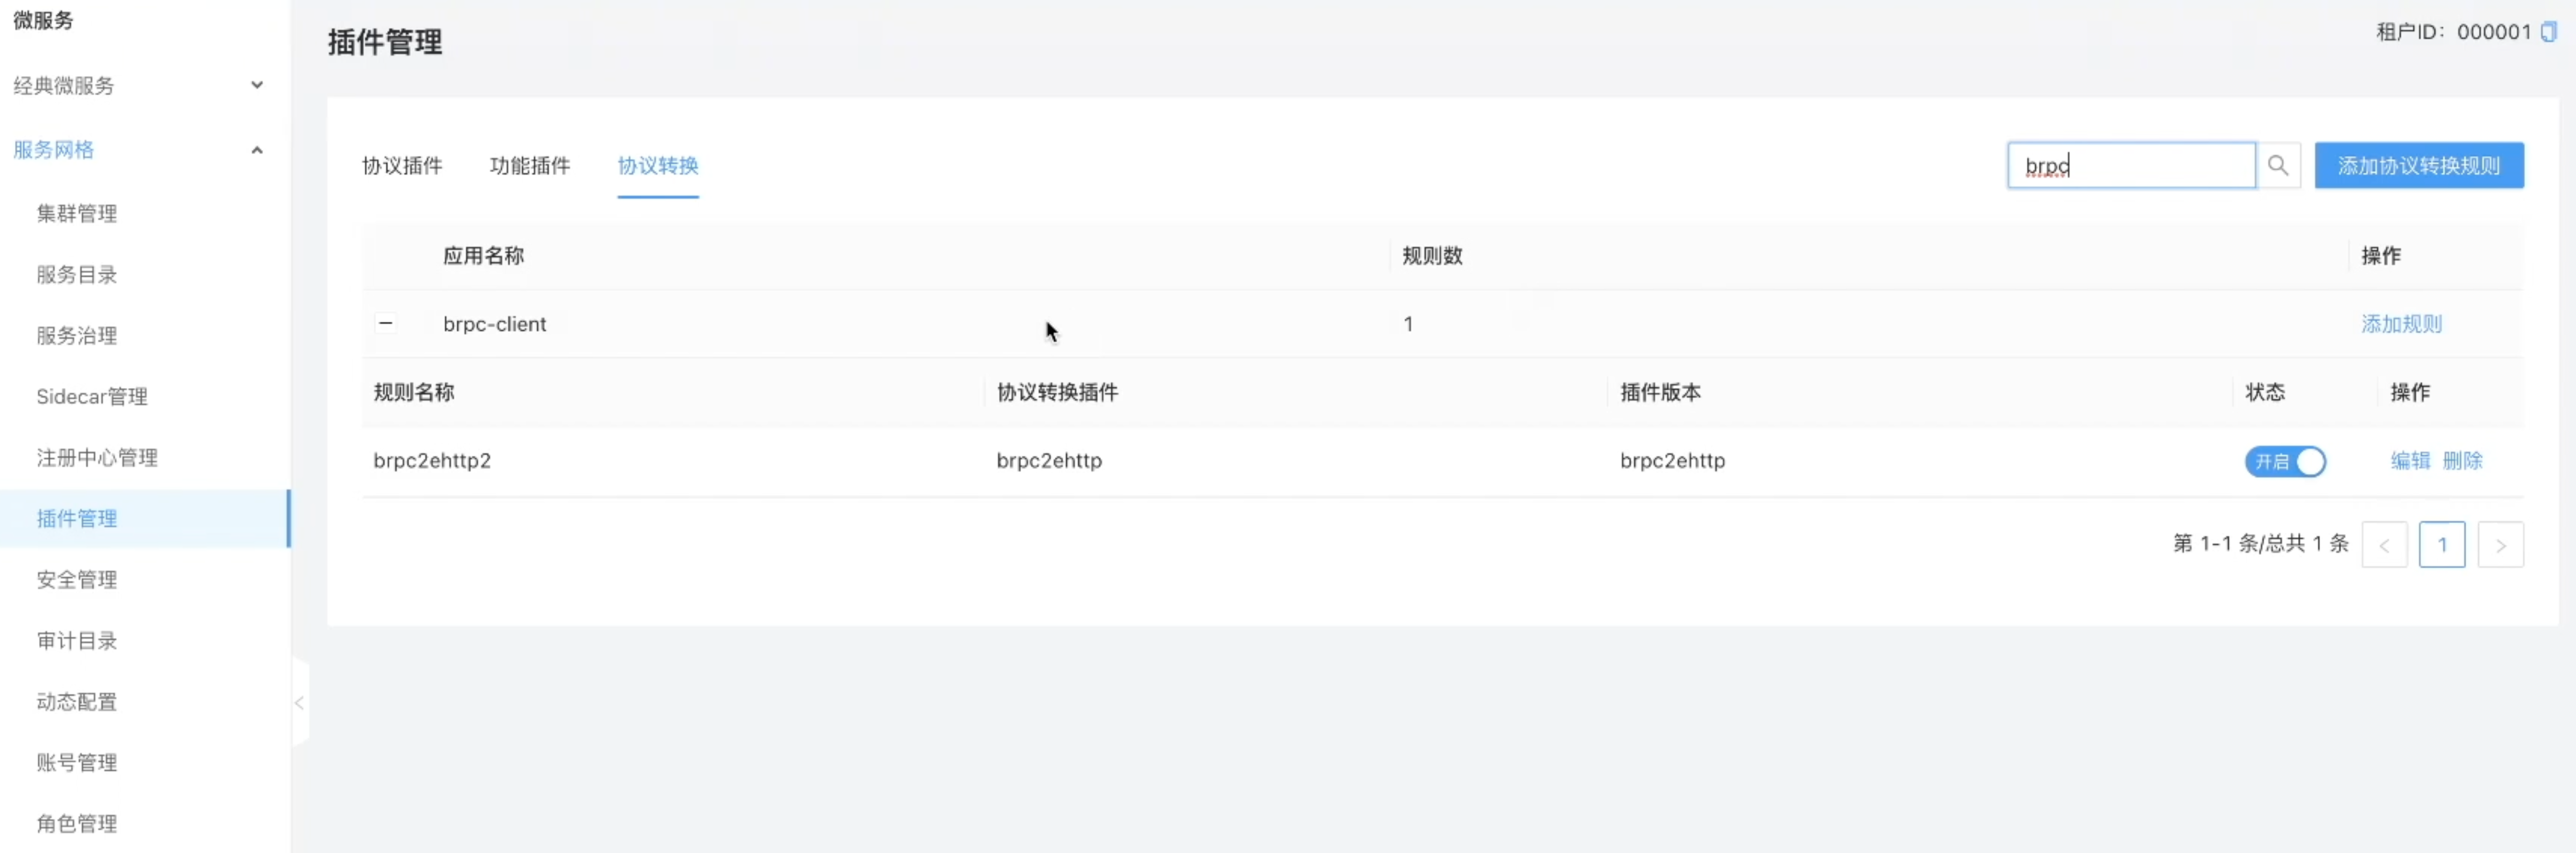 微服务
经典微服务
服务网格
集群管理
服务目录
服务治理
Sidecar管理
注册中心管理
插件管理
安全管理
审计目录
动态配置
账号管理
角色管理
插件管理
租户ID：000001
协议插件 功能插件 协议转换
brpc
添加协议转换规则
应用名称 规则数 操作
brpc-client 1 添加规则
规则名称 协议转换插件 插件版本 状态 操作
brpc2ehttp2 brpc2ehttp brpc2ehttp 开启 编辑 删除
第 1-1 条/总共 1 条 < 1 >